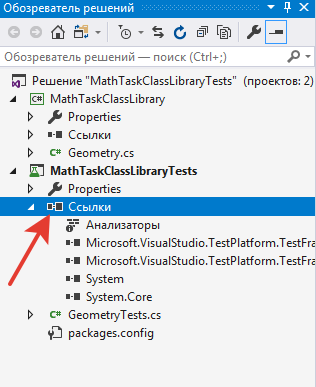 Обозреватель решений
Обозреватель решений — поиск (Ctrl+;)
Решение "MathTaskClassLibraryTests" (проектов: 2)
C# MathTaskClassLibrary
Properties
Ссылки
C# Geometry.cs
MathTaskClassLibraryTests
Properties
Ссылки
Анализаторы
Microsoft.VisualStudio.TestPlatform.TestFra
Microsoft.VisualStudio.TestPlatform.TestFra
System
System.Core
C# GeometryTests.cs
packages.config